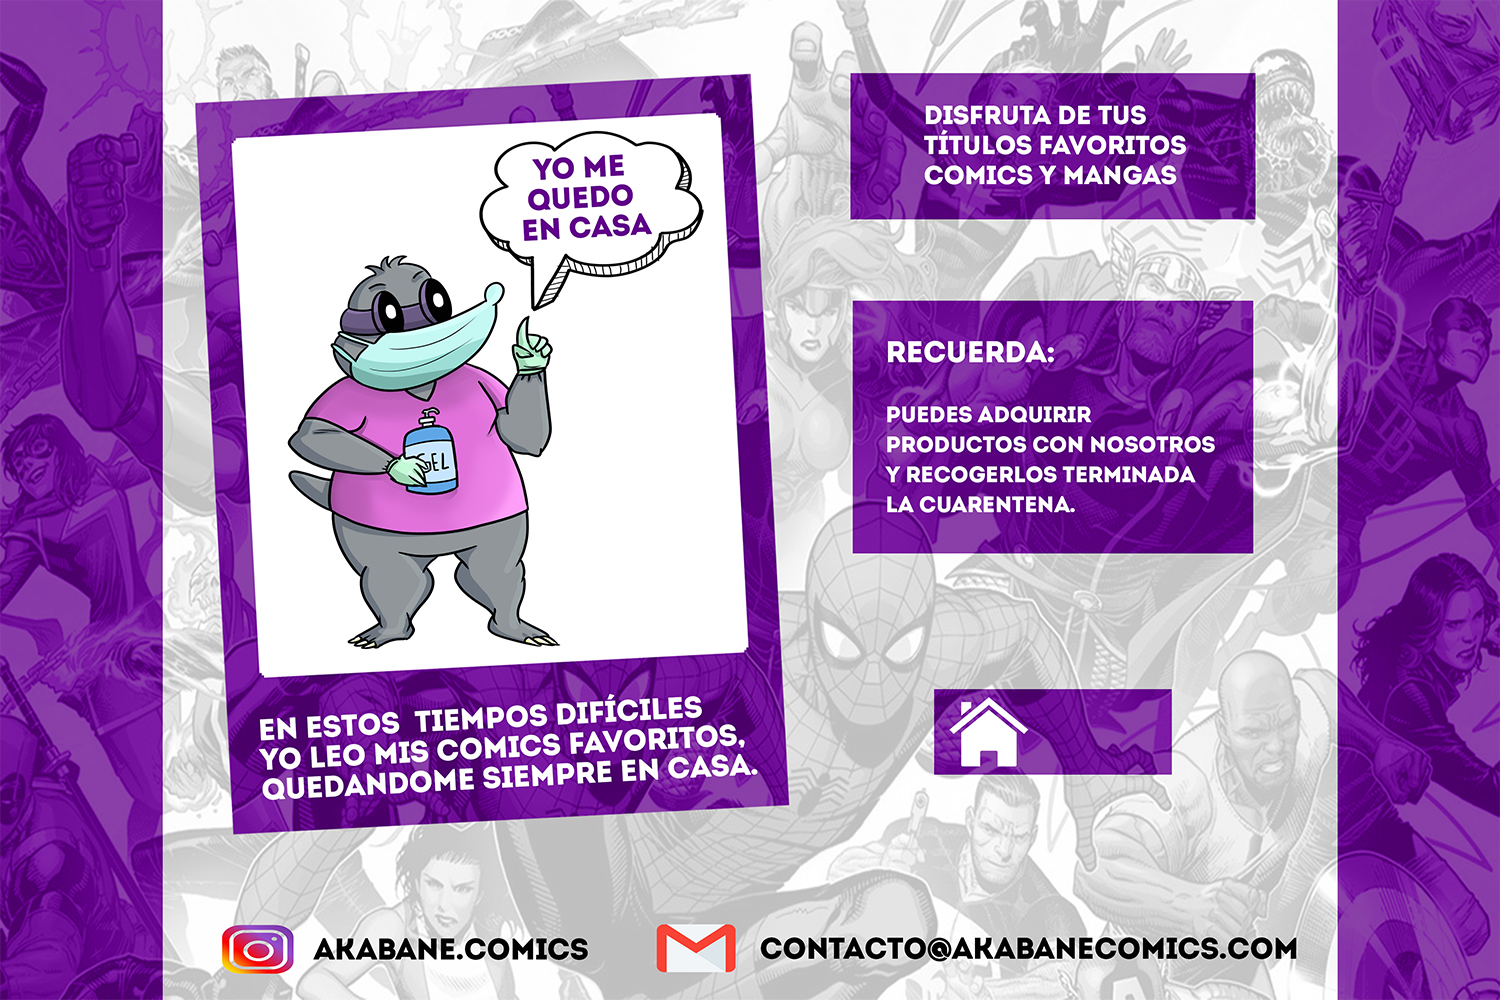 YO ME
QUEDO
EN CASA
GEL
EN ESTOS TIEMPOS DIFÍCILES
YO LEO MIS COMICS FAVORITOS,
QUEDANDOME SIEMPRE EN CASA.
DISFRUTA DE TUS
TÍTULOS FAVORITOS
COMICS Y MANGAS
RECUERDA:
PUEDES ADQUIRIR
PRODUCTOS CON NOSOTROS
Y RECOGERLOS TERMINADA
LA CUARENTENA.
AKABANE.COMICS
CONTACTO@AKABANECOMICS.COM